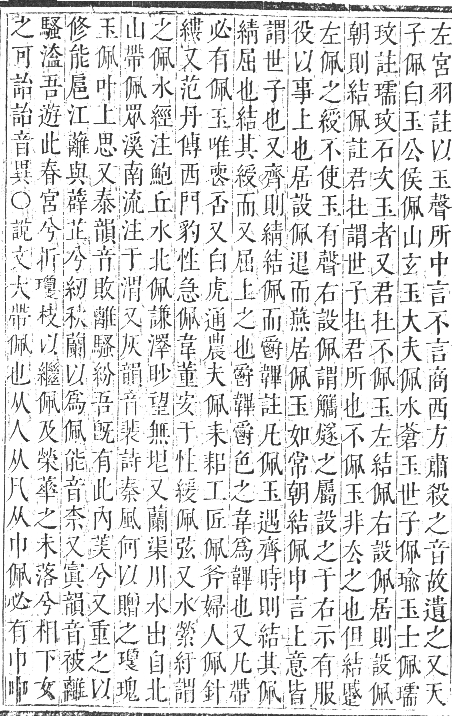 左宮羽註以玉聲所中言不言商西方肅殺之音故遺之又天
子佩白玉公侯佩山玄玉大夫佩水蒼玉世子佩瑜玉士佩瓀
玟註瓀玟石次玉者又君在不佩玉左結佩右設佩居則設佩
朝則結佩註君在謂世子在君所也不佩玉非去之也但結蹙
左佩之綬不使玉有聲右設佩謂觿燧之屬設之于右示有服
役以事上也居設佩退而燕居佩玉如常朝結佩申言上意皆
謂世子也又齊則綪結佩而爵韠註凡佩玉遇齊時則結其佩
綪屈也結其綬而又屈上之也爵韠爵色之韋爲韠也又凡帶
必有佩玉唯喪否又白虎通農夫佩耒耜工匠佩斧婦人佩針
縷又范丹傳西門豹性急佩韋董安于性緩佩弦又水縈紆謂
之佩水經注鮑丘水北佩謙澤眇望無垠又蘭渠川水出自北
山帶佩眾溪南流注于渭又灰韻音裴詩秦風何以贈之瓊瑰
玉佩叶上思又泰韻音敗離騷紛吾旣有此內美兮又重之以
修能扈江蘺與薜芷兮紉秋蘭以爲佩能音柰又寘韻音被離
騷溘吾遊此春宮兮折瓊枝以繼佩及榮華之未落兮相下女
之可詒詒音異○説文大帶佩也从人从凡从巾佩必有巾巾